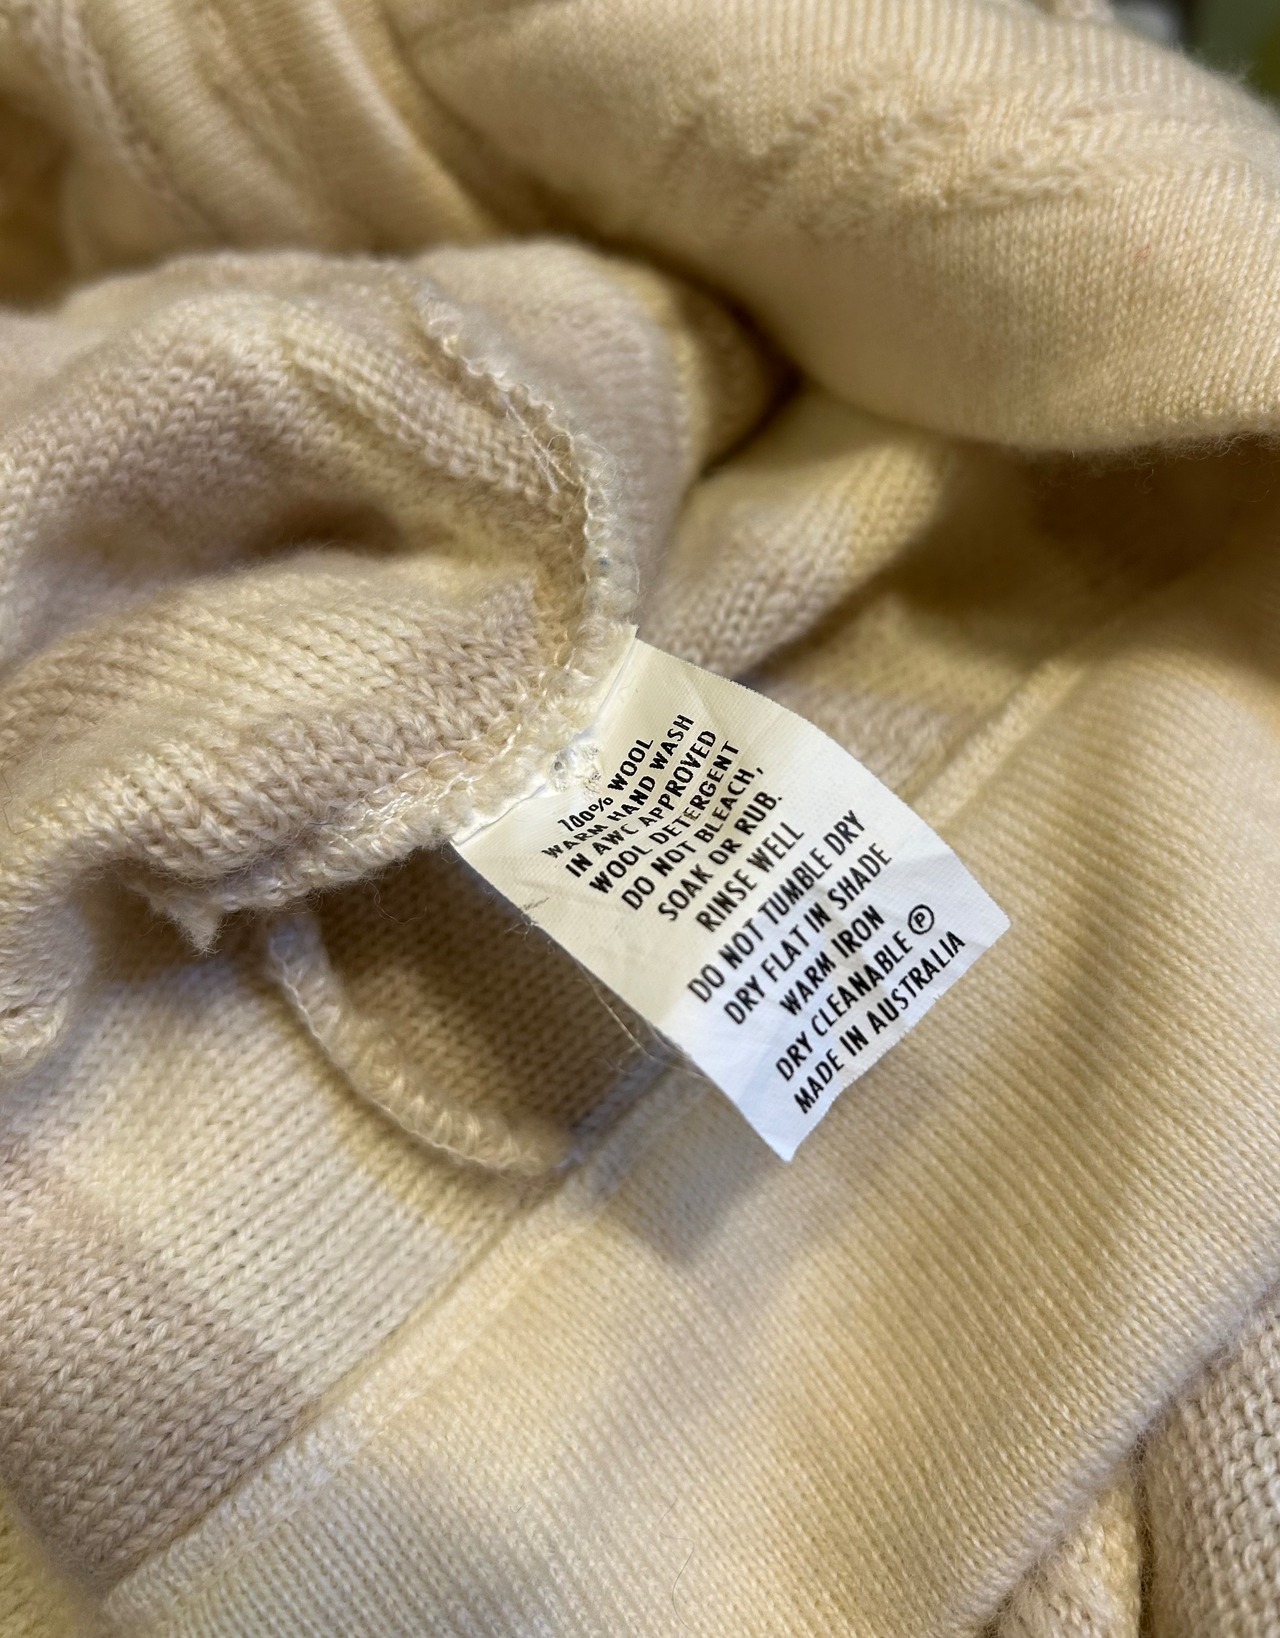 100% WOOL
WARM HAND WASH
IN AWC APPROVED
WOOL DETERGENT
DO NOT BLEACH,
SOAK OR RUB.
RINSE WELL
DO NOT TUMBLE DRY
DRY FLAT IN SHADE
WARM IRON
DRY CLEANABLE Ⓟ
MADE IN AUSTRALIA